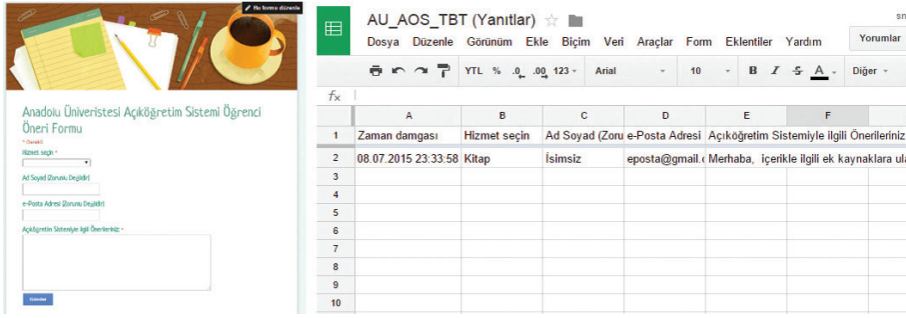 Bu formu düzenle
Anadolu Üniveristesi Açıköğretim Sistemi Öğrenci
Öneri Formu
* Gerekli
Hizmet seçin *
Ad Soyad (Zorunlu Değildir)
e-Posta Adresi (Zorunlu Değildir)
Açıköğretim Sistemiyle ilgili Önerileriniz: *
Gönder
AU_AOS_TBT (Yanıtlar)
Dosya Düzenle Görünüm Ekle Biçim Veri Araçlar Form Eklentiler Yardım
Yorumlar
YTL % .0 .00 123 Arial 10 B I S A Diğer
fx
A B C D E F
1 Zaman damgası Hizmet seçin Ad Soyad (Zoru e-Posta Adresi Açıköğretim Sistemiyle ilgili Önerileriniz
2 08.07.2015 23:33:58 Kitap İsimsiz eposta@gmail.c Merhaba, içerikle ilgili ek kaynaklara ula
3
4
5
6
7
8
9
10